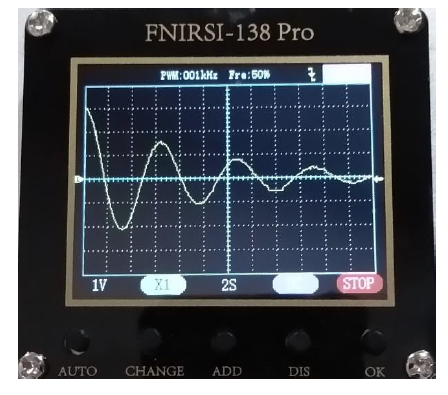 FNIRSI-138 Pro
PWM:001kHz Fre:50%
1V X1 2S STOP
AUTO CHANGE ADD DIS OK